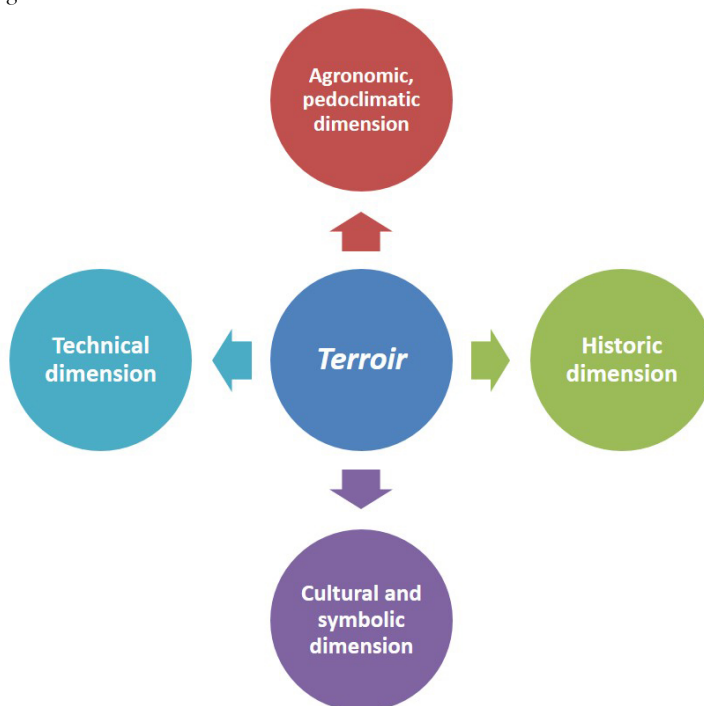 Agronomic,
pedoclimatic
dimension
Technical
dimension
Terroir
Historic
dimension
Cultural and
symbolic
dimension